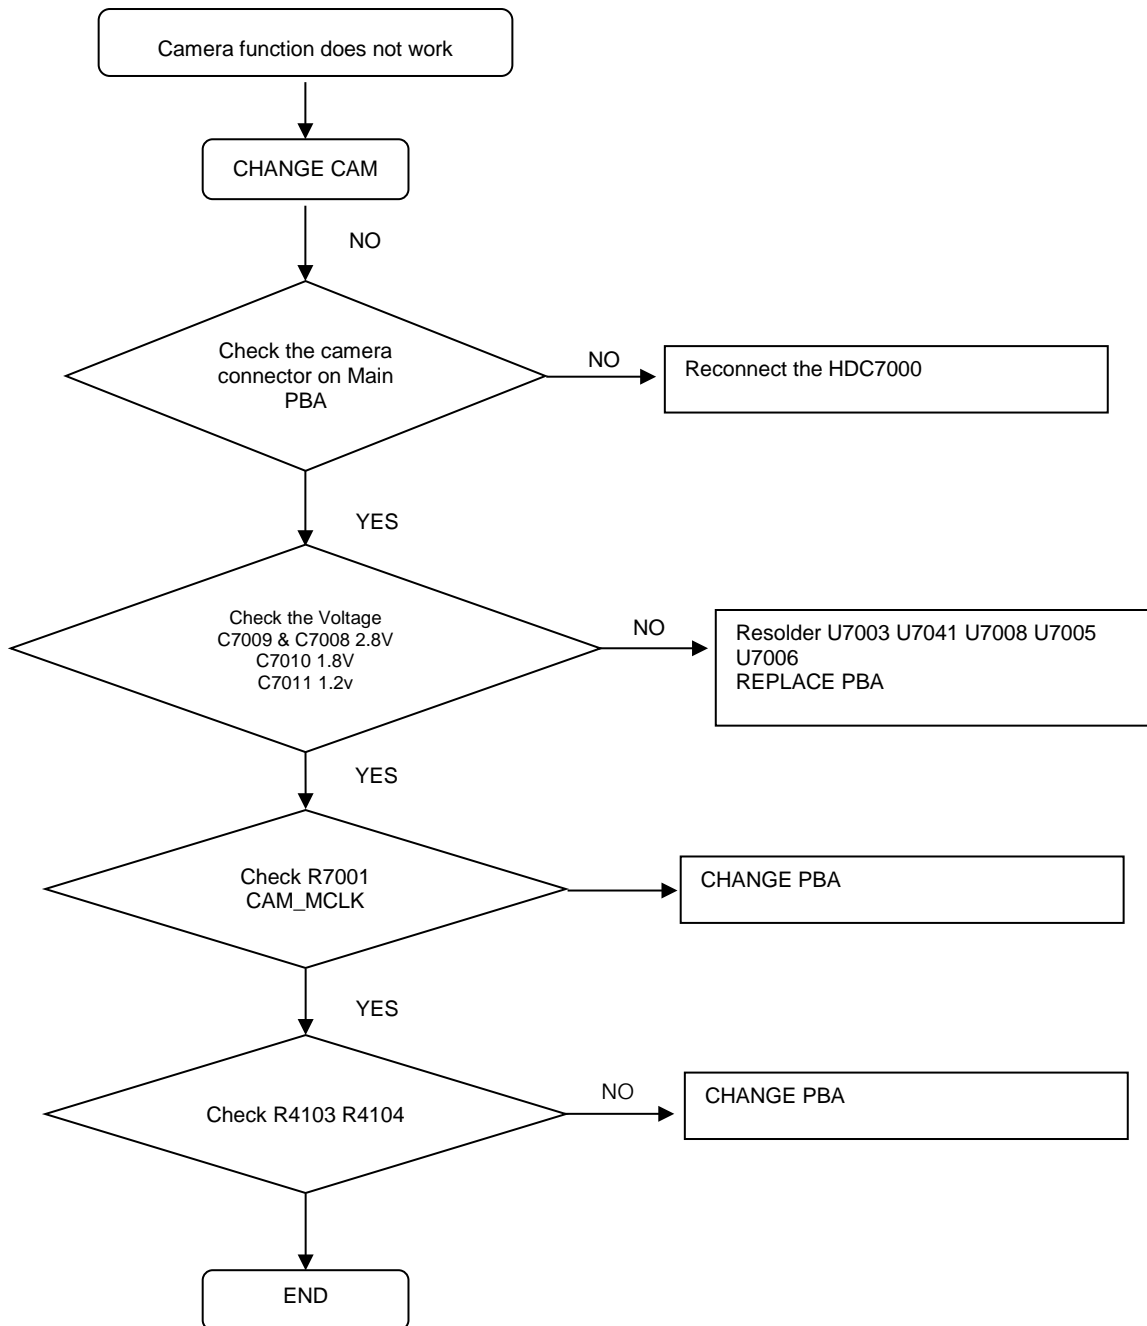 Camera function does not work
CHANGE CAM
NO
Check the camera
connector on Main
PBA
NO
Reconnect the HDC7000
YES
Check the Voltage
C7009 & C7008 2.8V
C7010 1.8V
C7011 1.2v
NO
Resolder U7003 U7041 U7008 U7005
U7006
REPLACE PBA
YES
Check R7001
CAM_MCLK
CHANGE PBA
YES
Check R4103 R4104
NO
CHANGE PBA
END